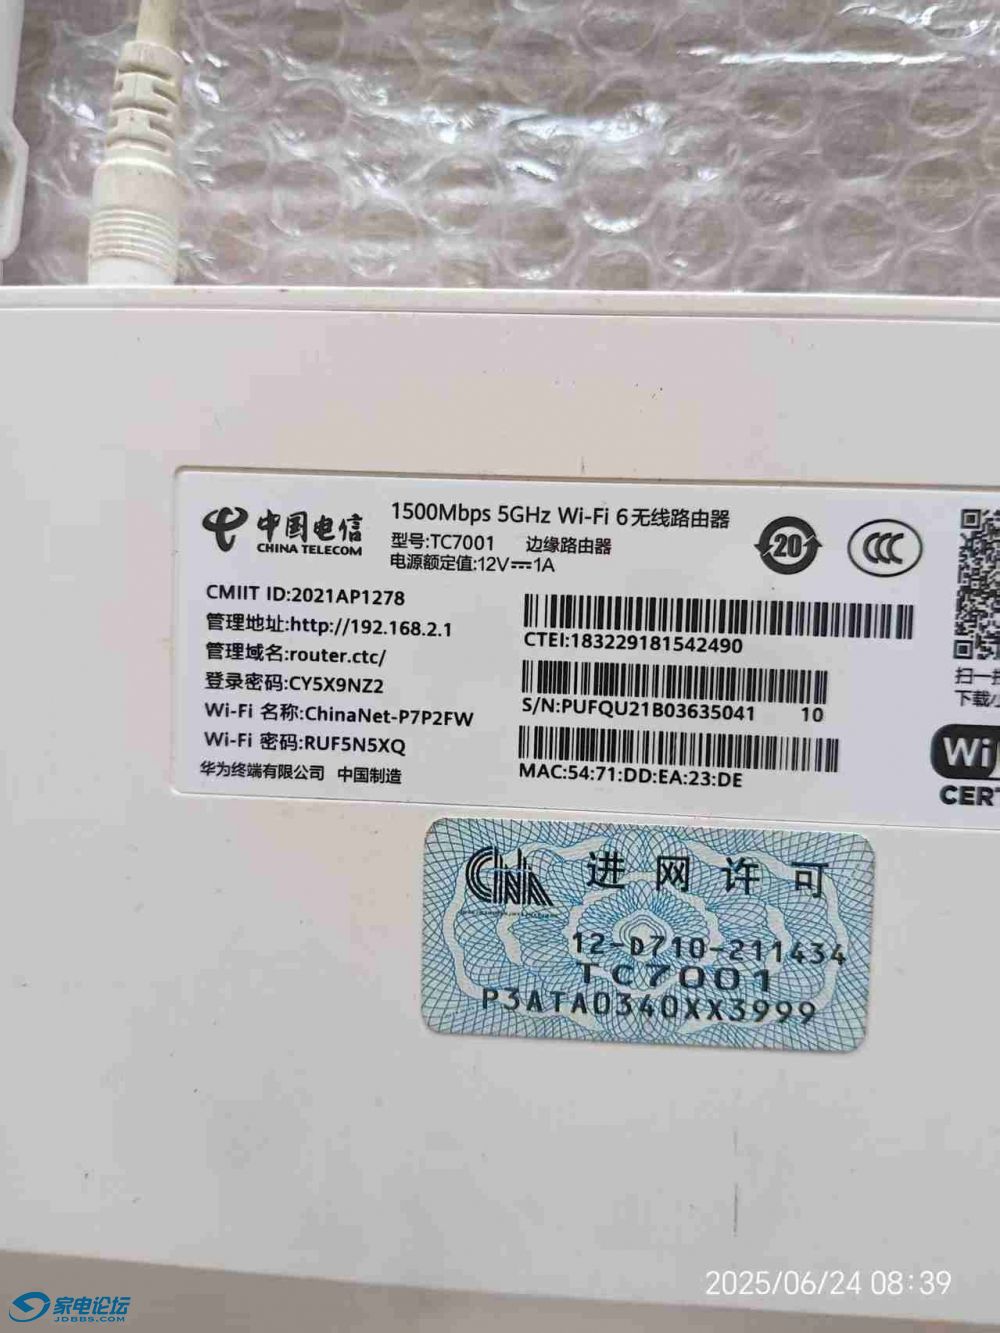 中国电信
CHINA TELECOM
1500Mbps 5GHz Wi-Fi 6无线路由器
型号:TC7001 边缘路由器
电源额定值:12V⎓1A
20
CCC
CMIIT ID:2021AP1278
管理地址:http://192.168.2.1
管理域名:router.ctc/
登录密码:CY5X9NZ2
Wi-Fi 名称:ChinaNet-P7P2FW
Wi-Fi 密码:RUF5N5XQ
华为终端有限公司 中国制造
CTEI:183229181542490
S/N:PUFQU21B03635041 10
MAC:54:71:DD:EA:23:DE
扫一
下载
Wi
CER
CNA 进网许可
12-D710-211434
TC7001
P3ATA0340XX3999
2025/06/24 08:39
家电论坛
JDBBS.COM